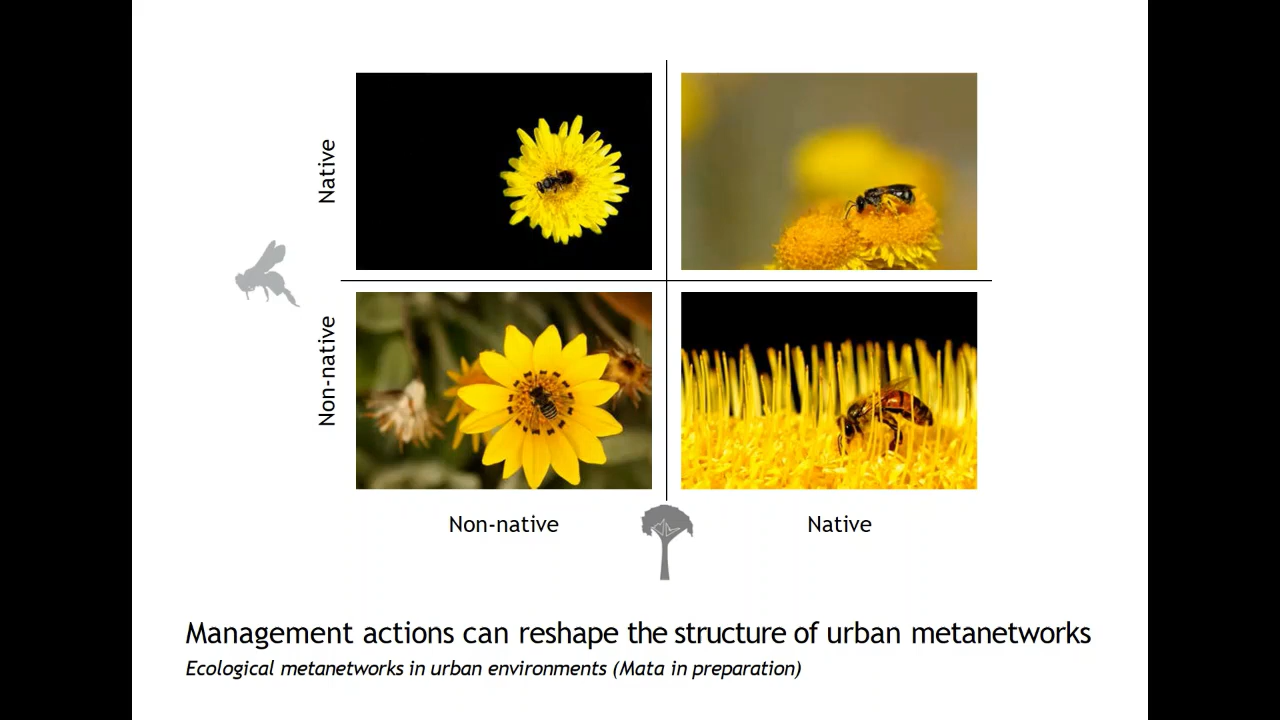 Native
Non-native
Non-native
Native
Management actions can reshape the structure of urban metanetworks
Ecological metanetworks in urban environments (Mata in preparation)